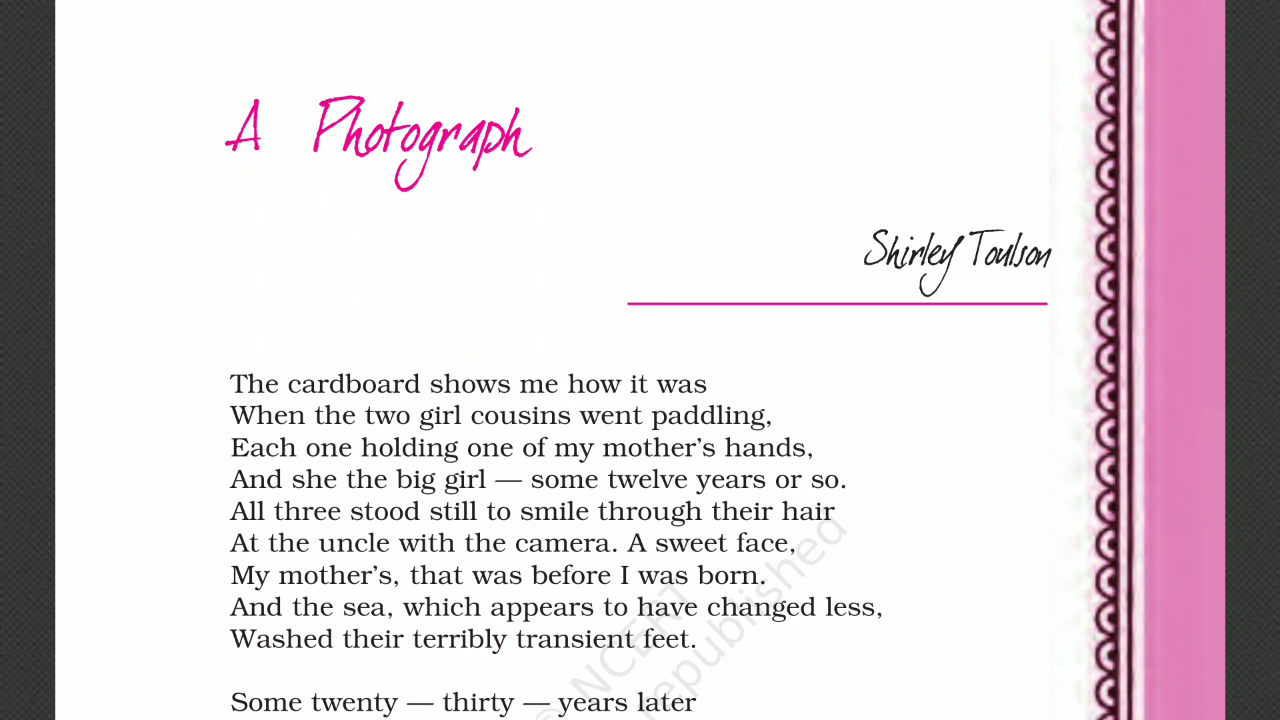 A Photograph
Shirley Toulson
The cardboard shows me how it was
When the two girl cousins went paddling,
Each one holding one of my mother’s hands,
And she the big girl — some twelve years or so.
All three stood still to smile through their hair
At the uncle with the camera. A sweet face,
My mother’s, that was before I was born.
And the sea, which appears to have changed less,
Washed their terribly transient feet.
Some twenty — thirty — years later
© NCERT
republished